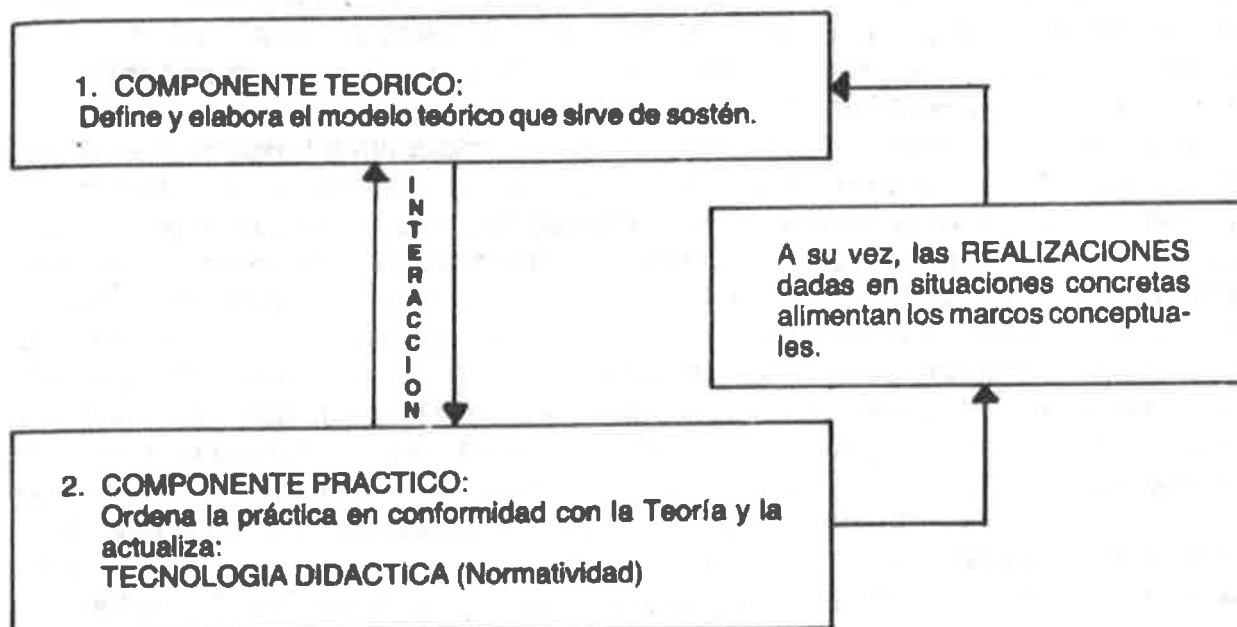 1. COMPONENTE TEORICO:
Define y elabora el modelo teórico que sirve de sostén.
INTERACCION
A su vez, las REALIZACIONES
dadas en situaciones concretas
alimentan los marcos conceptua-
les.
2. COMPONENTE PRACTICO:
Ordena la práctica en conformidad con la Teoría y la
actualiza:
TECNOLOGIA DIDACTICA (Normatividad)